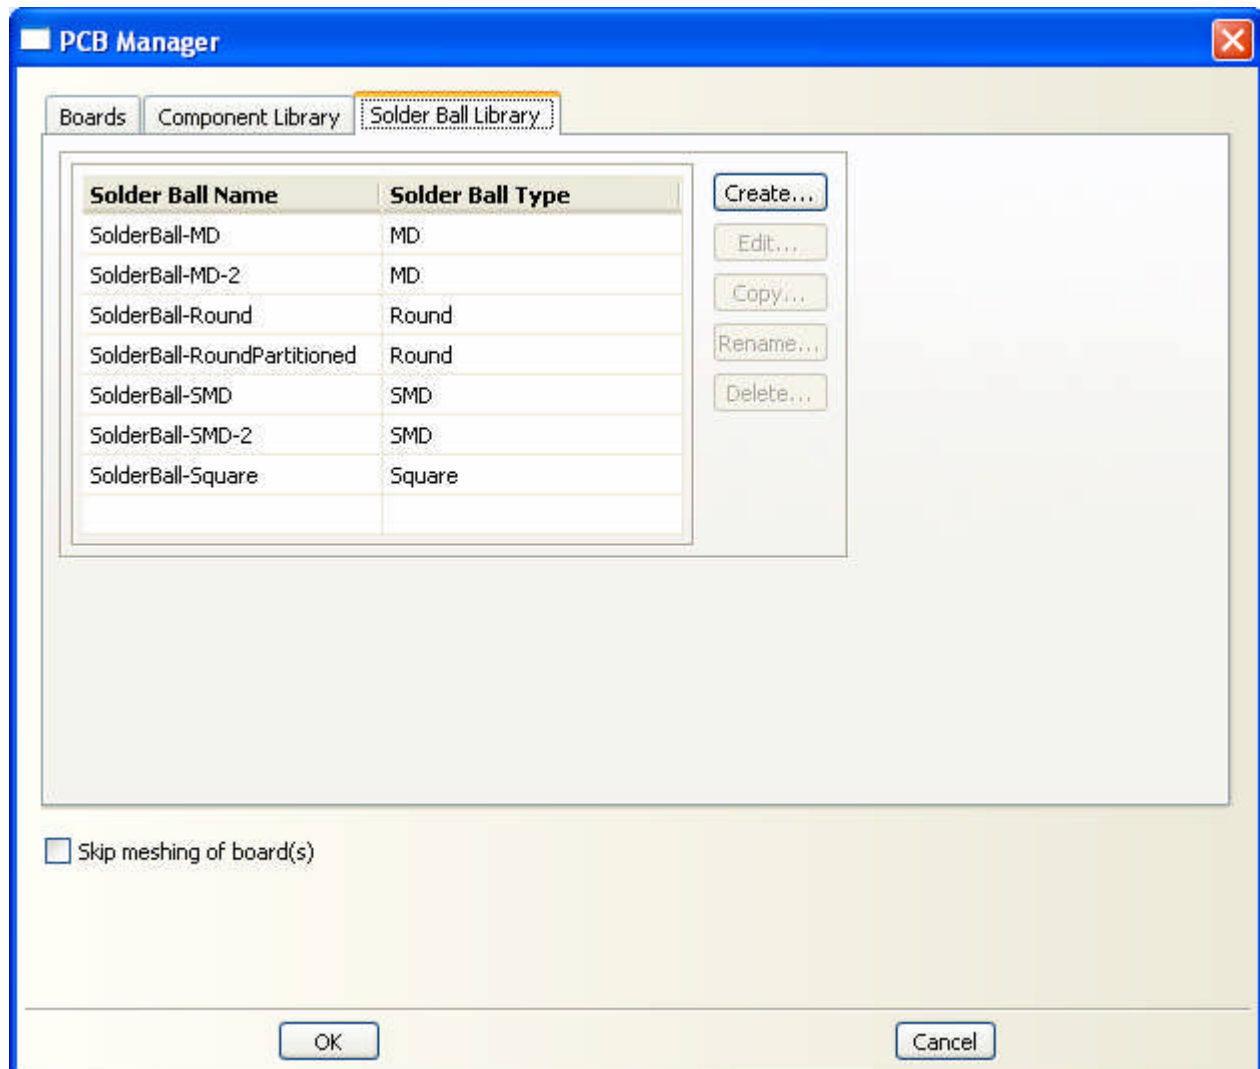 PCB Manager
Boards Component Library Solder Ball Library
Solder Ball Name Solder Ball Type
SolderBall-MD MD
SolderBall-MD-2 MD
SolderBall-Round Round
SolderBall-RoundPartitioned Round
SolderBall-SMD SMD
SolderBall-SMD-2 SMD
SolderBall-Square Square
Create...
Edit...
Copy...
Rename...
Delete...
Skip meshing of board(s)
OK Cancel